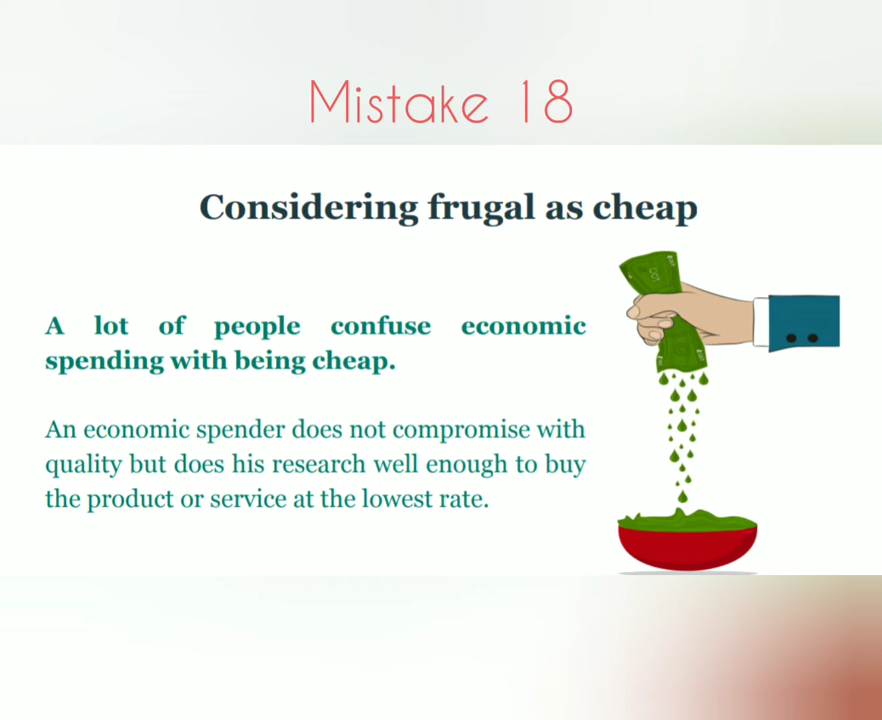 Mistake 18
Considering frugal as cheap
A lot of people confuse economic
spending with being cheap.
An economic spender does not compromise with
quality but does his research well enough to buy
the product or service at the lowest rate.